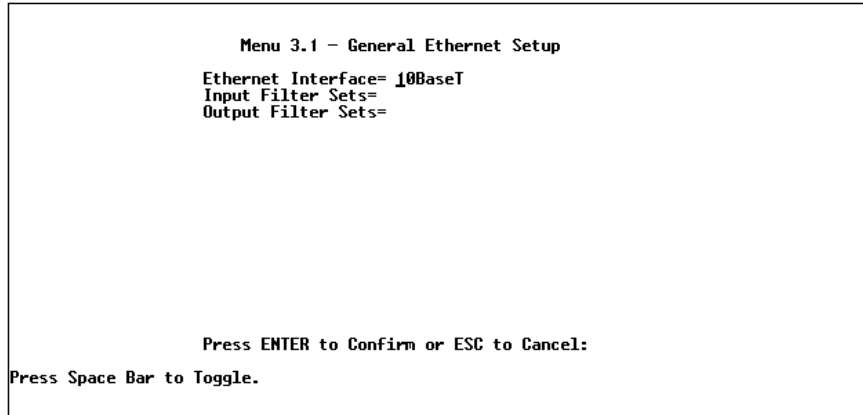 Menu 3.1 - General Ethernet Setup
Ethernet Interface= 10BaseT
Input Filter Sets=
Output Filter Sets=
Press ENTER to Confirm or ESC to Cancel:
Press Space Bar to Toggle.